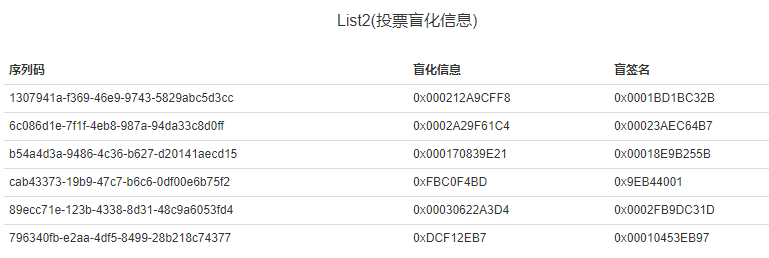 List2(投票盲化信息)
序列码 盲化信息 盲签名
1307941a-f369-46e9-9743-5829abc5d3cc 0x000212A9CFF8 0x0001BD1BC32B
6c086d1e-7f1f-4eb8-987a-94da33c8d0ff 0x0002A29F61C4 0x00023AEC64B7
b54a4d3a-9486-4c36-b627-d20141aecd15 0x000170839E21 0x00018E9B255B
cab43373-19b9-47c7-b6c6-0df00e6b75f2 0xFBC0F4BD 0x9EB44001
89ecc71e-123b-4338-8d31-48c9a6053fd4 0x00030622A3D4 0x0002FB9DC31D
796340fb-e2aa-4df5-8499-28b218c74377 0xDCF12EB7 0x00010453EB97